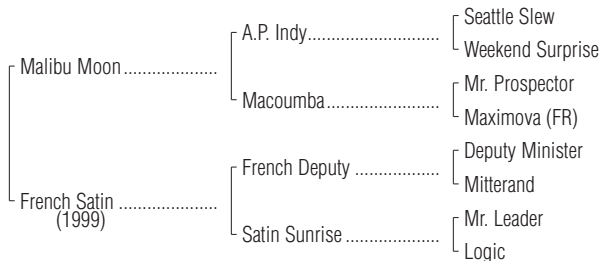 Seattle Slew
A.P. Indy
Weekend Surprise
Malibu Moon
Mr. Prospector
Macoumba
Maximova (FR)
Deputy Minister
French Deputy
Mitterand
French Satin
(1999)
Mr. Leader
Satin Sunrise
Logic